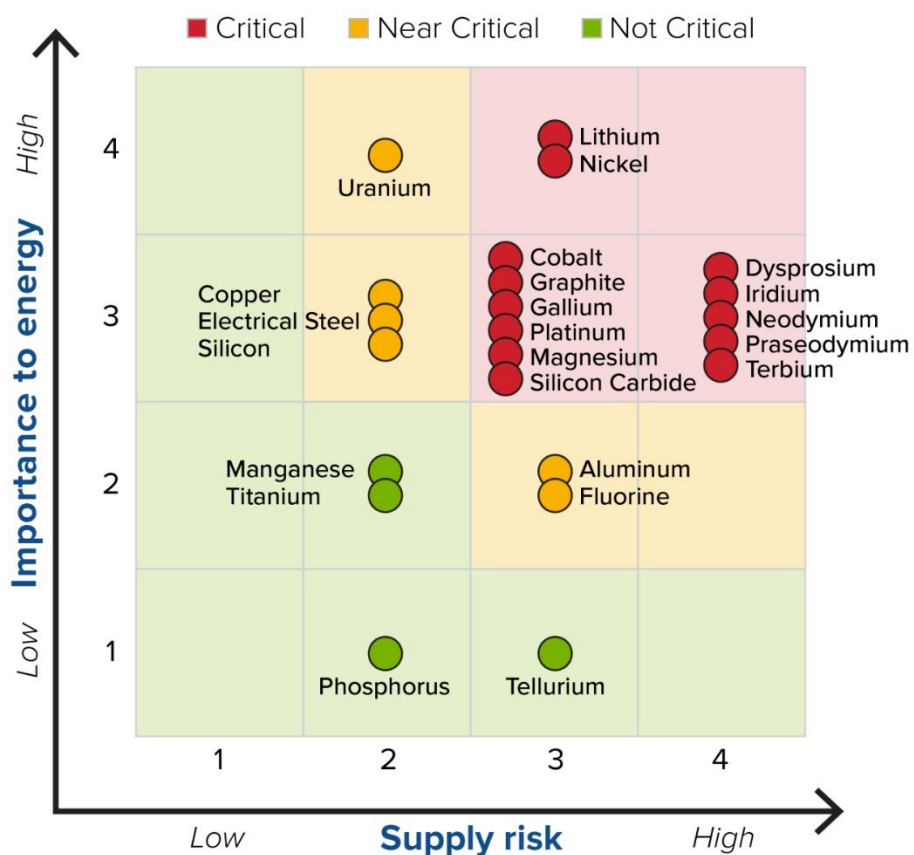 Critical
Near Critical
Not Critical
High
4
Uranium
Lithium
Nickel
Importance to energy
3
Copper
Electrical Steel
Silicon
Cobalt
Graphite
Gallium
Platinum
Magnesium
Silicon Carbide
Dysprosium
Iridium
Neodymium
Praseodymium
Terbium
2
Manganese
Titanium
Aluminum
Fluorine
Low
1
Phosphorus
Tellurium
1
2
3
4
Low
Supply risk
High